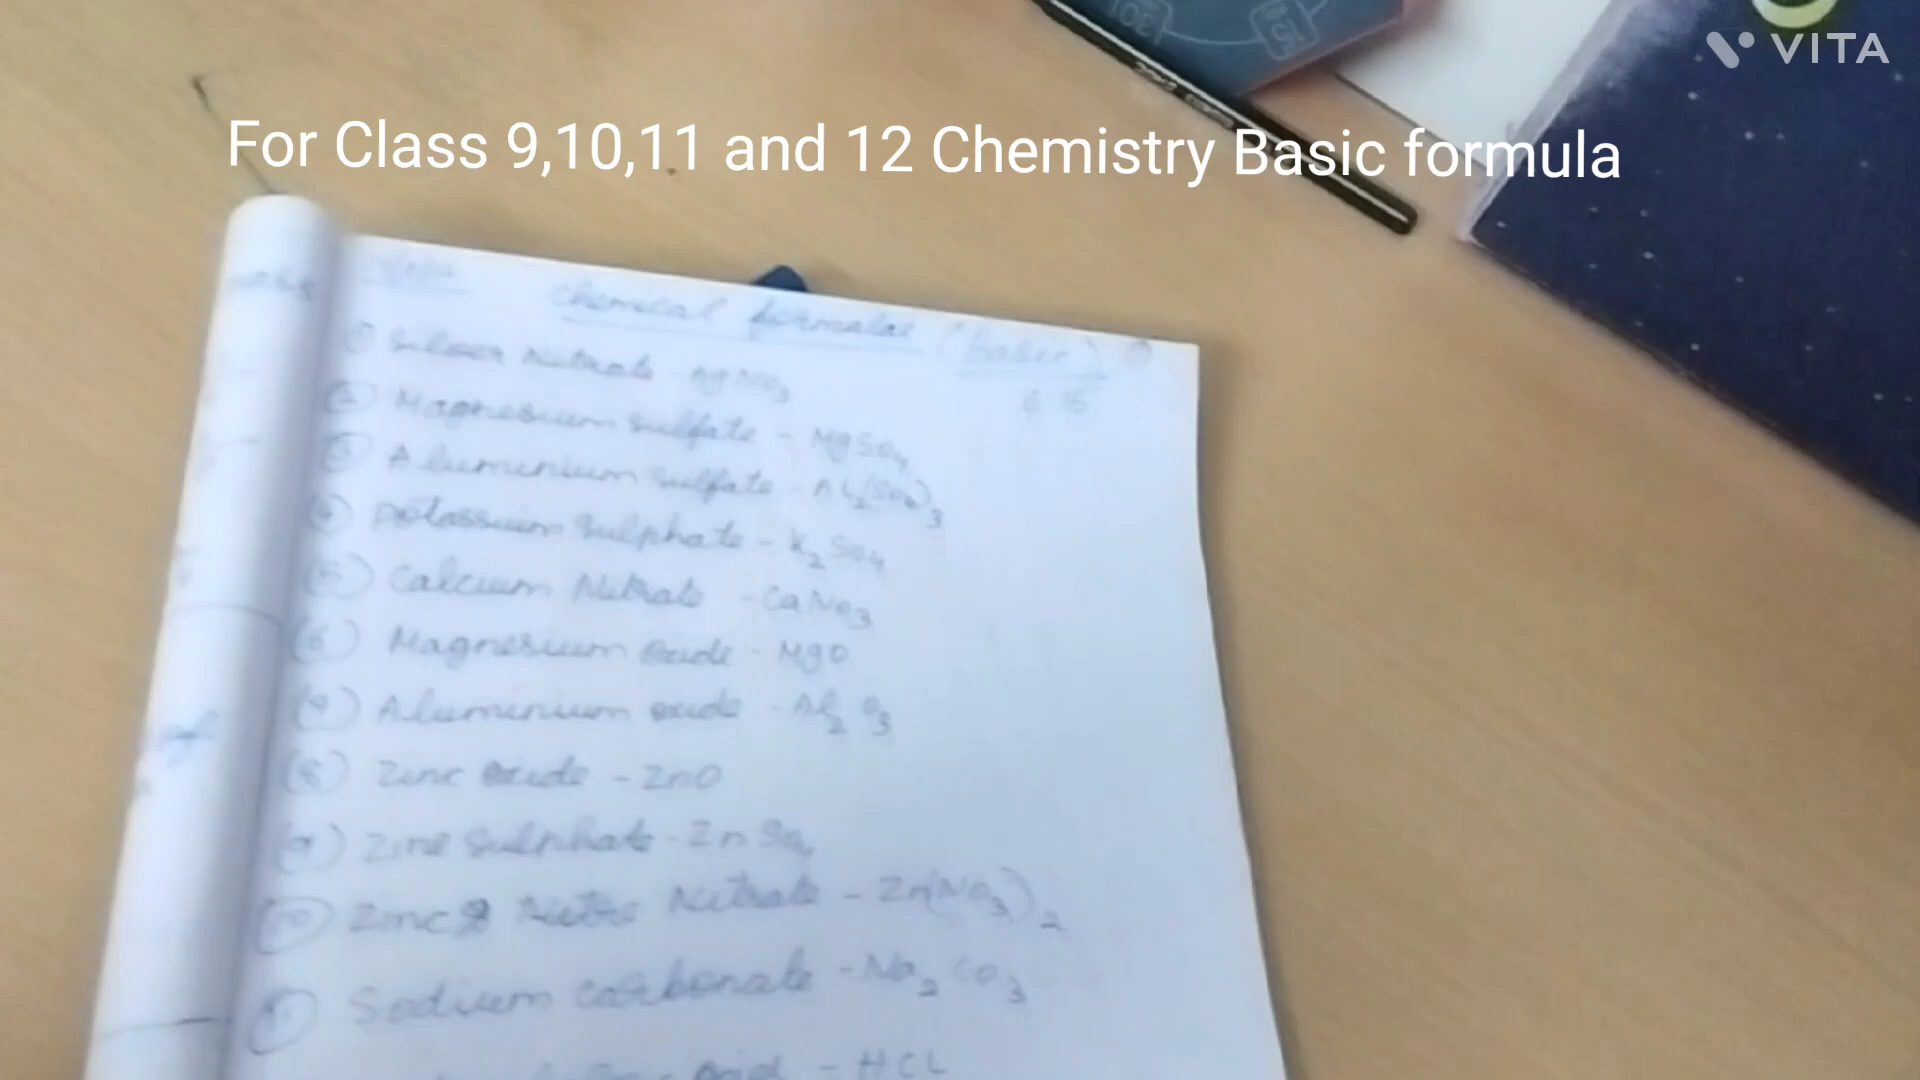 VITA
For Class 9,10,11 and 12 Chemistry Basic formula
Chemical formulae (Basic)
① Silver Nitrate - AgNO3
② Magnesium sulfate - MgSO4
③ Aluminium sulfate - Al2(SO4)3
④ potassium sulphate - K2SO4
(5) Calcium Nitrate - CaNO3
(6) Magnesium oxide - MgO
(7) Aluminium oxide - Al2O3
(8) Zinc oxide - ZnO
(9) Zinc sulphate - ZnSO4
(10) Zinc Nitrate - Zn(NO3)2
(11) Sodium carbonate - Na2CO3
Acid - HCL